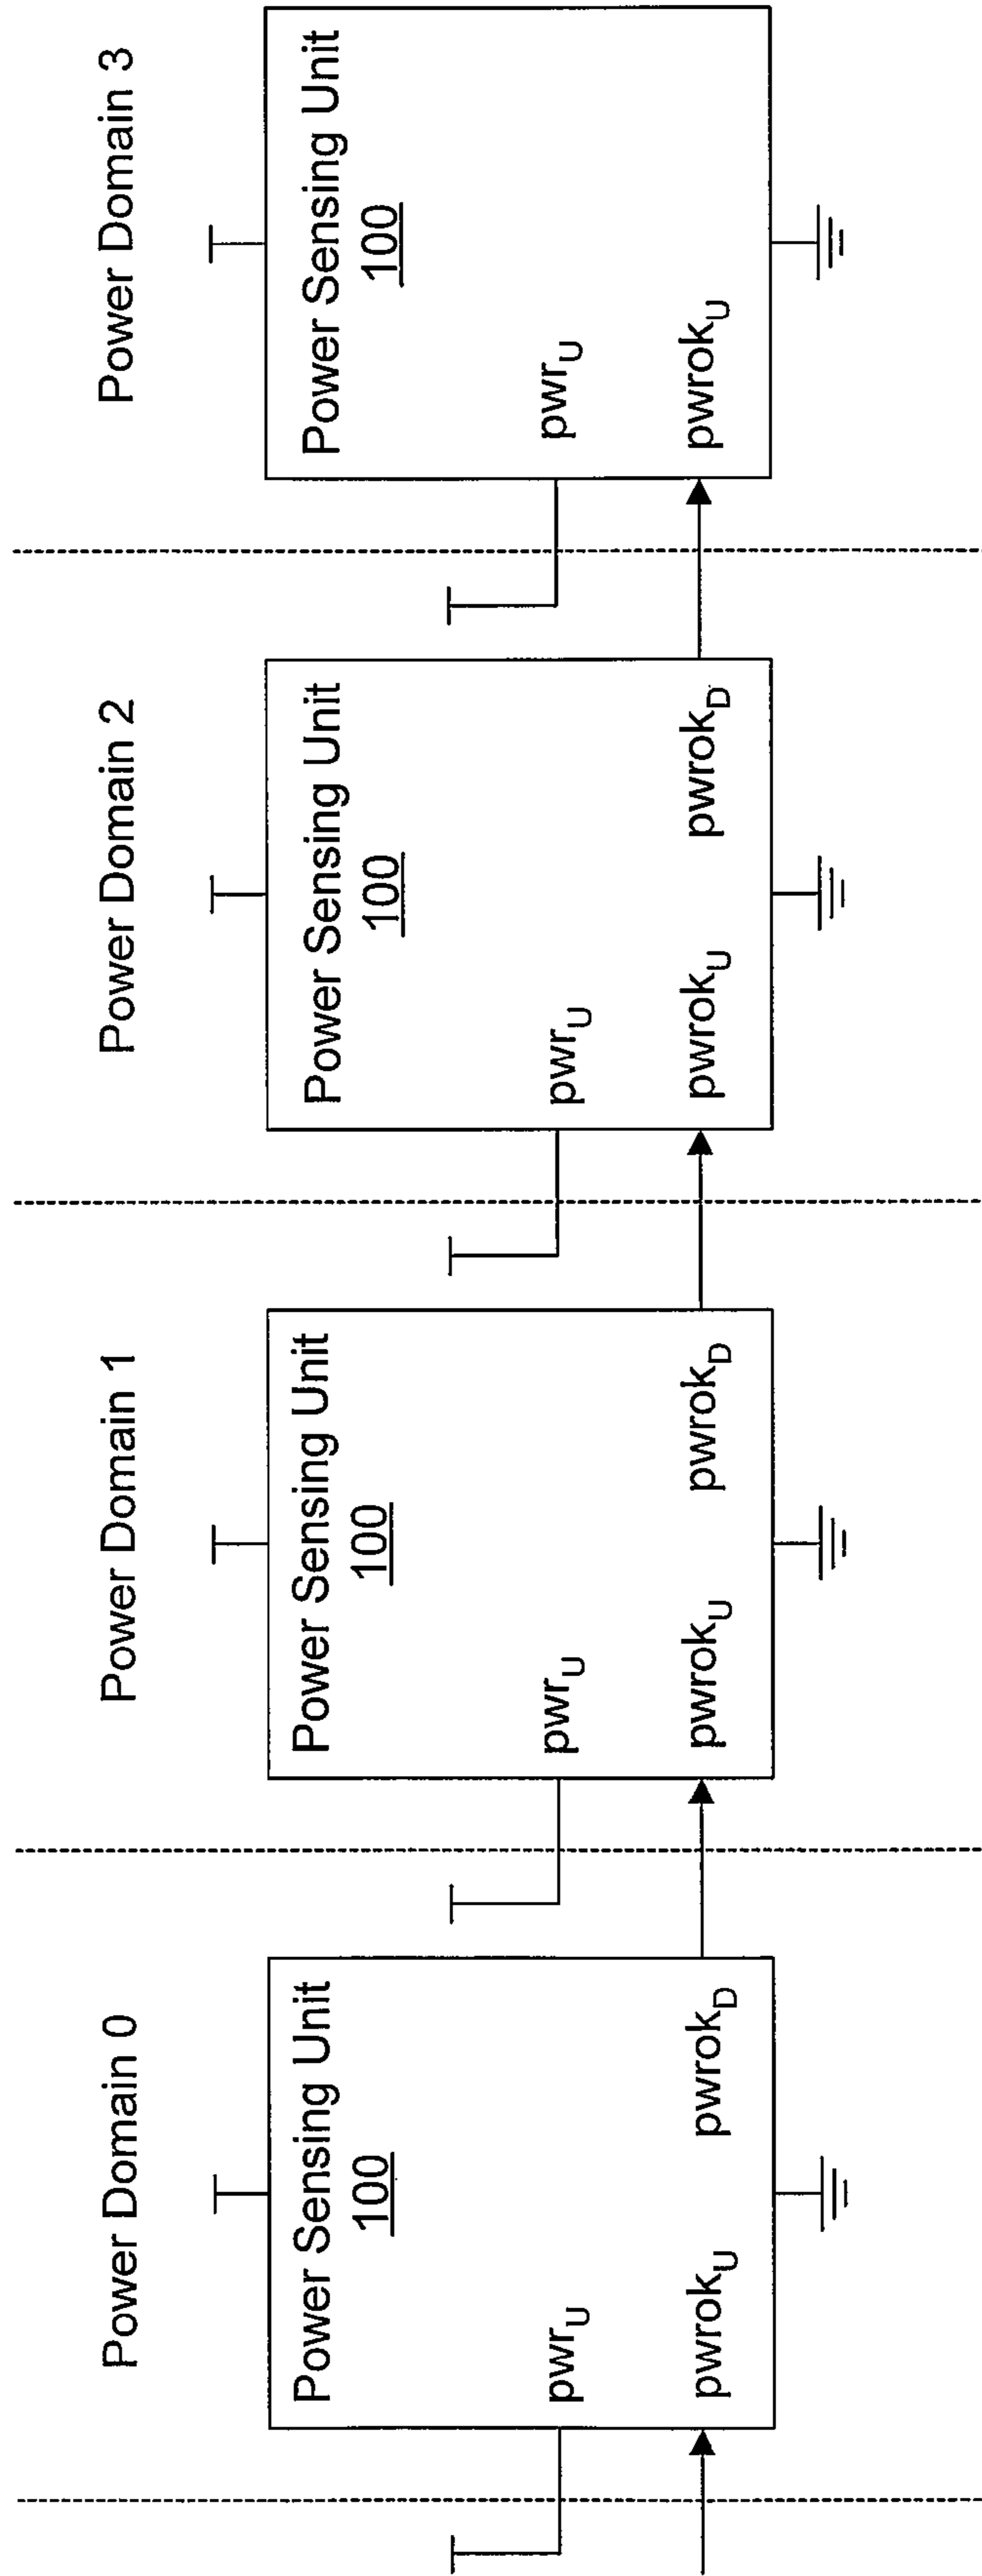 Power Domain 0
Power Sensing Unit
100
pwrU
pwrokU
pwrokD
Power Domain 1
Power Sensing Unit
100
pwrU
pwrokU
pwrokD
Power Domain 2
Power Sensing Unit
100
pwrU
pwrokU
pwrokD
Power Domain 3
Power Sensing Unit
100
pwrU
pwrokU